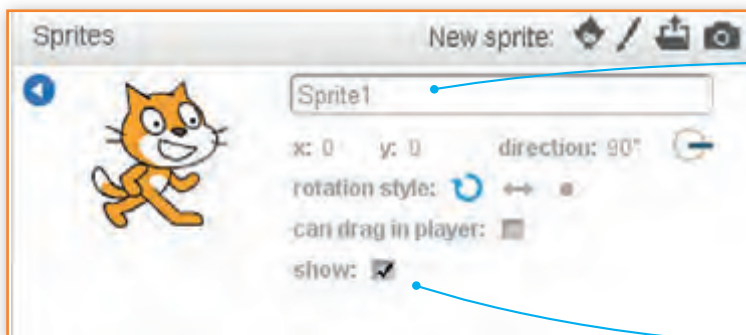 Sprites New sprite:
Sprite1
x: 0 y: 0 direction: 90°
rotation style:
can drag in player:
show: